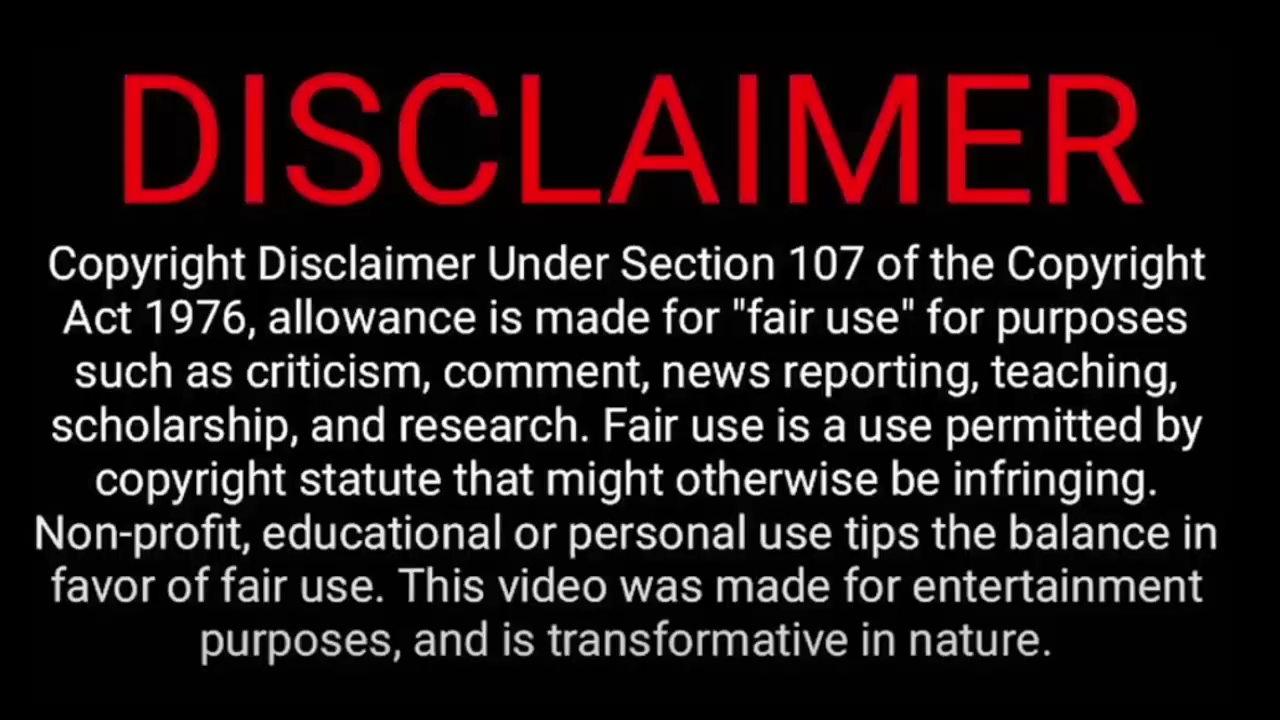 DISCLAIMER
Copyright Disclaimer Under Section 107 of the Copyright
Act 1976, allowance is made for "fair use" for purposes
such as criticism, comment, news reporting, teaching,
scholarship, and research. Fair use is a use permitted by
copyright statute that might otherwise be infringing.
Non-profit, educational or personal use tips the balance in
favor of fair use. This video was made for entertainment
purposes, and is transformative in nature.